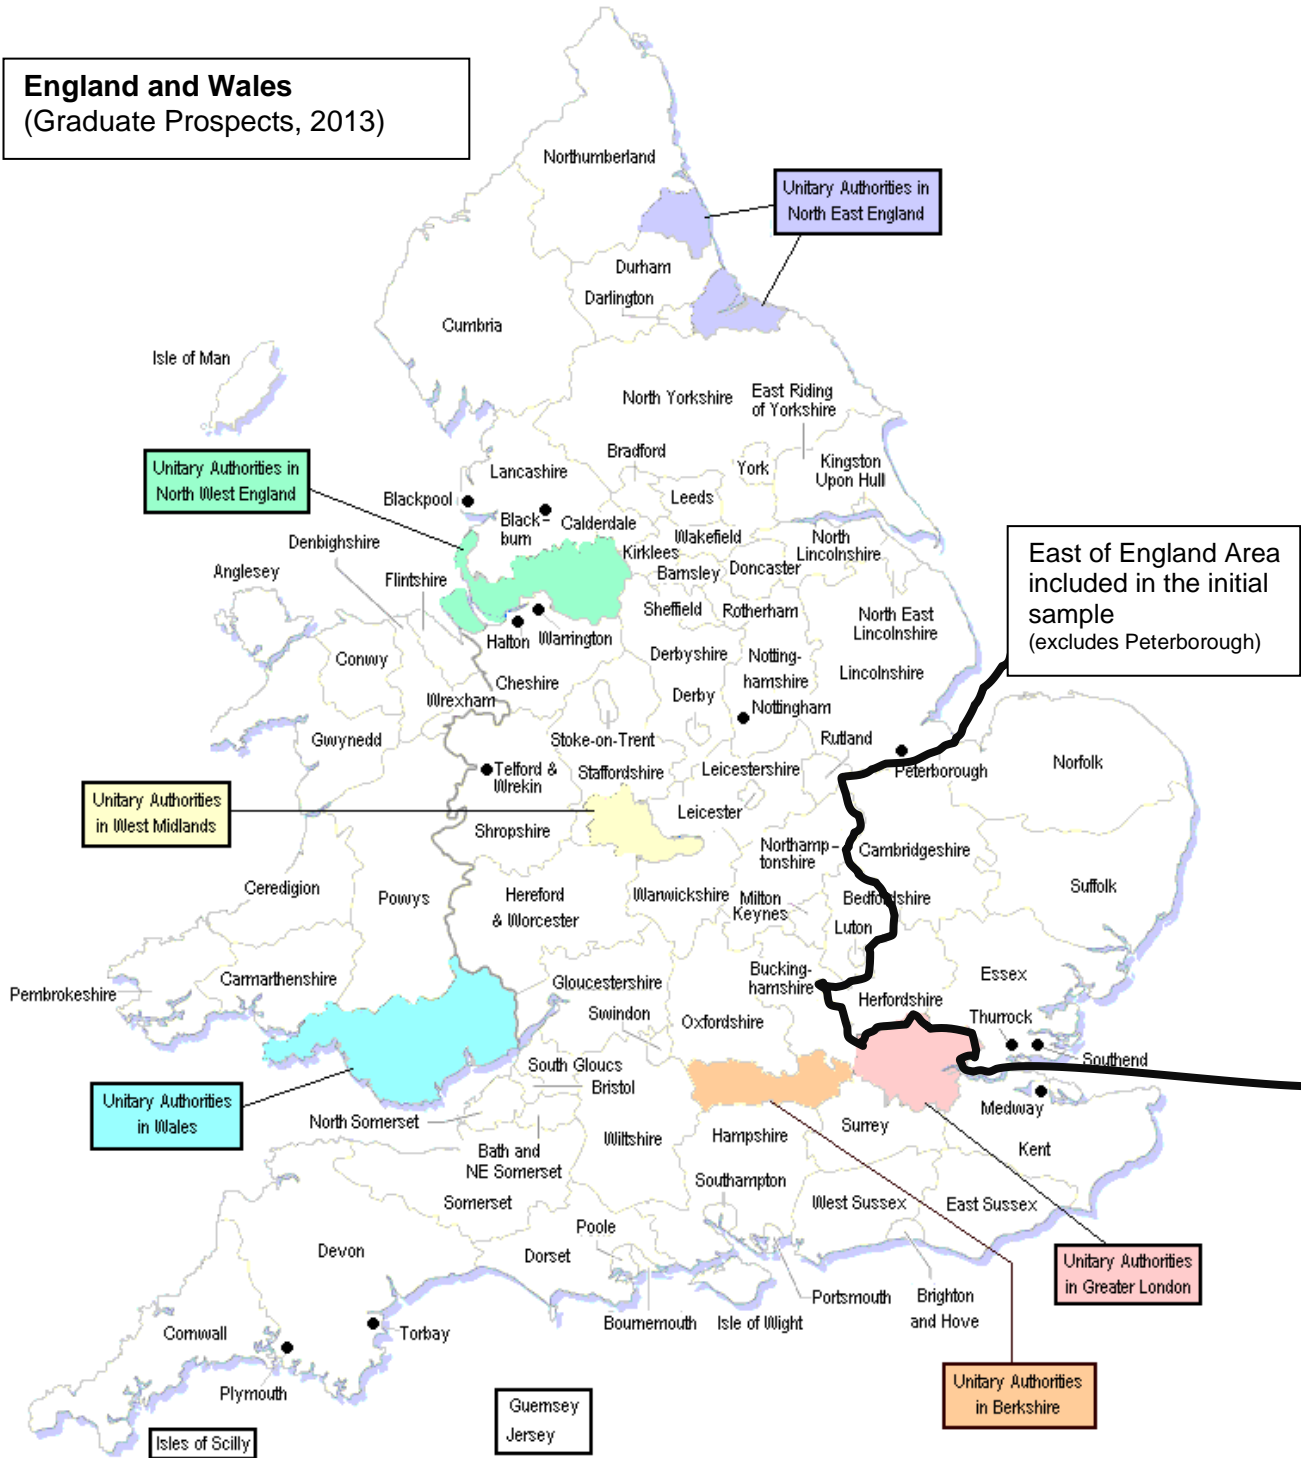 England and Wales
(Graduate Prospects, 2013)
Northumberland
Unitary Authorities in
North East England
Durham
Darlington
Cumbria
Isle of Man
North Yorkshire
East Riding
of Yorkshire
Bradford
York
Kingston
Upon Hull
Unitary Authorities in
North West England
Lancashire
Leeds
Blackpool
Black-
burn
Calderdale
Wakefield
North
Lincolnshire
Denbighshire
Kirklees
Barnsley
Doncaster
East of England Area
included in the initial
sample
(excludes Peterborough)
Anglesey
Flintshire
Sheffield
Rotherham
North East
Lincolnshire
Halton
Warrington
Conwy
Derbyshire
Notting-
hamshire
Lincolnshire
Cheshire
Wrexham
Derby
Nottingham
Gwynedd
Stoke-on-Trent
Rutland
Telford &
Wrekin
Staffordshire
Leicestershire
Peterborough
Norfolk
Unitary Authorities
in West Midlands
Leicester
Shropshire
Northamp-
tonshire
Cambridgeshire
Ceredigion
Powys
Hereford
& Worcester
Warwickshire
Milton
Keynes
Bedfordshire
Suffolk
Luton
Carmarthenshire
Pembrokeshire
Gloucestershire
Bucking-
hamshire
Essex
Herfordshire
Swindon
Oxfordshire
Thurrock
Southend
South Gloucs
Bristol
Unitary Authorities
in Wales
North Somerset
Medway
Bath and
NE Somerset
Wiltshire
Hampshire
Surrey
Kent
Somerset
Southampton
West Sussex
East Sussex
Devon
Dorset
Poole
Unitary Authorities
in Greater London
Portsmouth
Brighton
and Hove
Bournemouth
Isle of Wight
Cornwall
Torbay
Plymouth
Unitary Authorities
in Berkshire
Guernsey
Jersey
Isles of Scilly